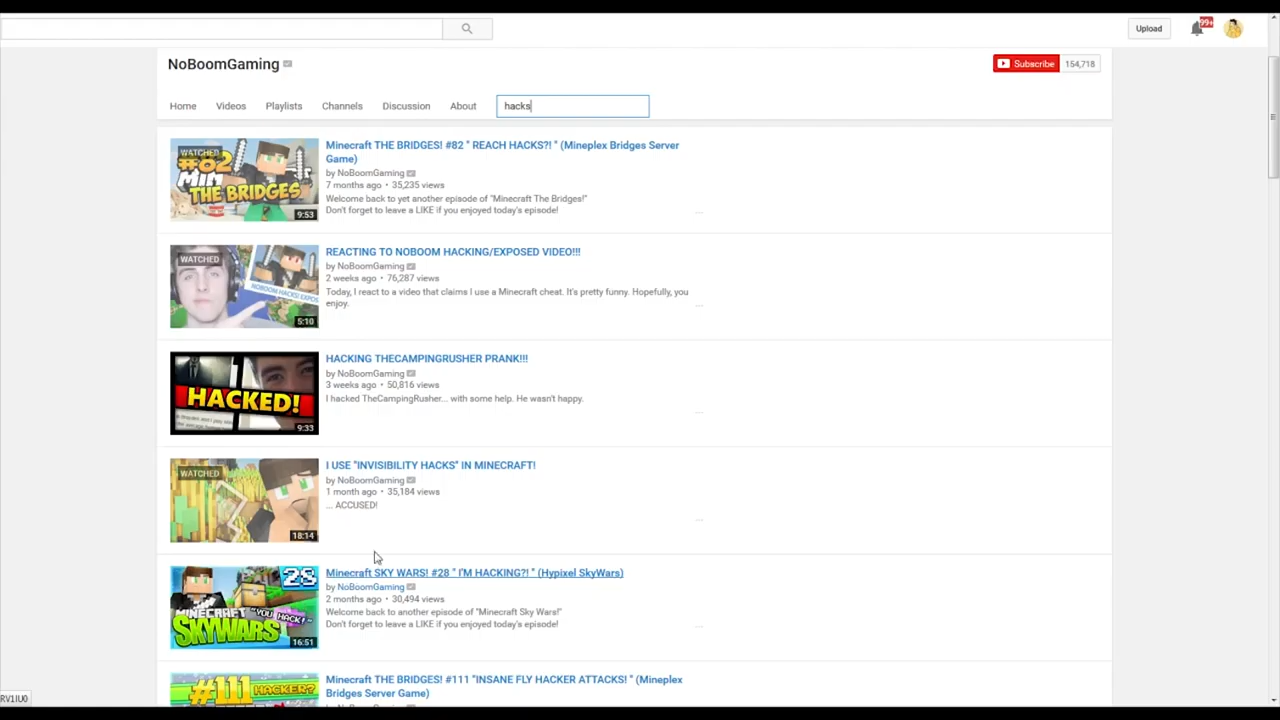 Upload
99+
NoBoomGaming
Subscribe 154,718
Home Videos Playlists Channels Discussion About hacks
WATCHED
#82
MIN
THE BRIDGES
9:53
Minecraft THE BRIDGES! #82 " REACH HACKS?! " (Mineplex Bridges Server
Game)
by NoBoomGaming
7 months ago • 35,235 views
Welcome back to yet another episode of "Minecraft The Bridges!"
Don't forget to leave a LIKE if you enjoyed today's episode!
...
WATCHED
NOBOOM HACKS! EXPOS
5:10
REACTING TO NOBOOM HACKING/EXPOSED VIDEO!!!
by NoBoomGaming
2 weeks ago • 76,287 views
Today, I react to a video that claims I use a Minecraft cheat. It's pretty funny. Hopefully, you
enjoy.
...
HACKED!
9:33
HACKING THECAMPINGRUSHER PRANK!!!
by NoBoomGaming
3 weeks ago • 50,816 views
I hacked TheCampingRusher... with some help. He wasn't happy.
...
WATCHED
18:14
I USE "INVISIBILITY HACKS" IN MINECRAFT!
by NoBoomGaming
1 month ago • 35,184 views
... ACCUSED!
...
28
MINECRAFT "YOU HACK!"
SKYWARS
16:51
Minecraft SKY WARS! #28 " I'M HACKING?! " (Hypixel SkyWars)
by NoBoomGaming
2 months ago • 30,494 views
Welcome back to another episode of "Minecraft Sky Wars!"
Don't forget to leave a LIKE if you enjoyed today's episode!
...
#111 HACKER?
Minecraft THE BRIDGES! #111 "INSANE FLY HACKER ATTACKS! " (Mineplex
Bridges Server Game)
RV1IU0